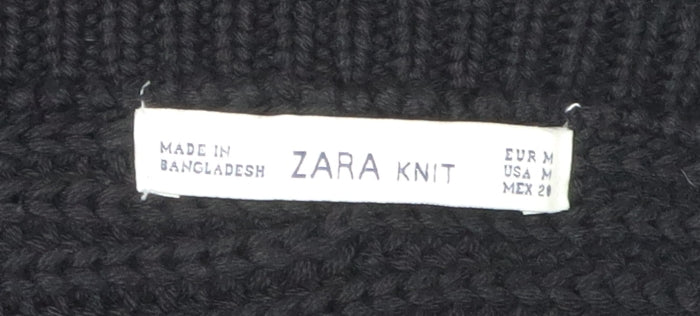 MADE IN
BANGLADESH
ZARA KNIT
EUR M
USA M
MEX